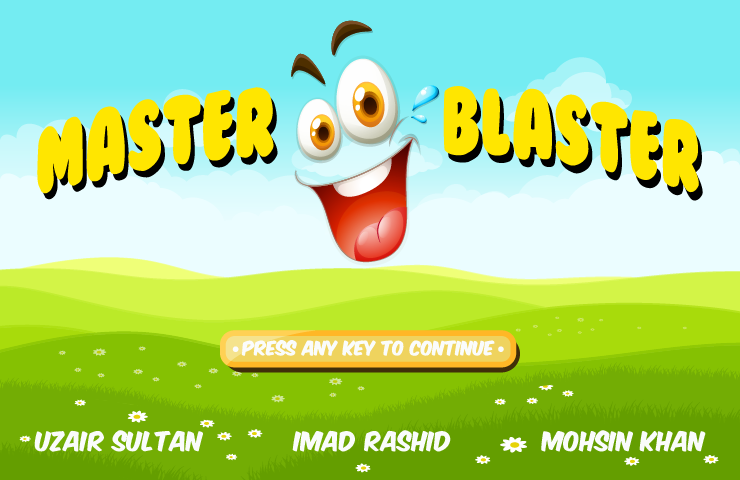 MASTER BLASTER
• PRESS ANY KEY TO CONTINUE •
UZAIR SULTAN IMAD RASHID MOHSIN KHAN